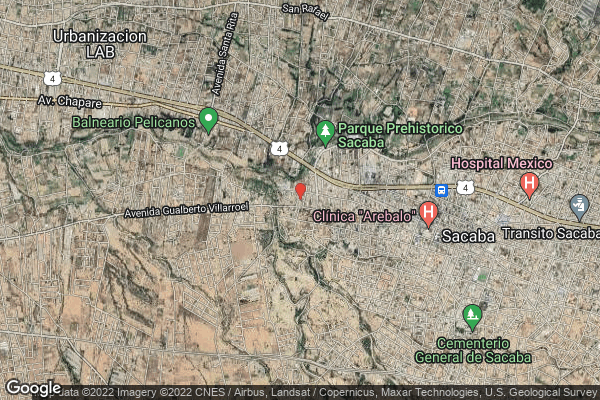 San Rafael
Urbanizacion
LAB
Avenida Santa Rita
4
Av. Chapare
Balneario Pelicanos
Parque Prehistorico
Sacaba
4
Hospital Mexico
H
4
Avenida Gualberto Villarroel
Clínica "Arebalo"
H
Sacaba
Transito Sacaba
Cementerio
General de Sacaba
Google
data ©2022 Imagery ©2022 CNES / Airbus, Landsat / Copernicus, Maxar Technologies, U.S. Geological Survey